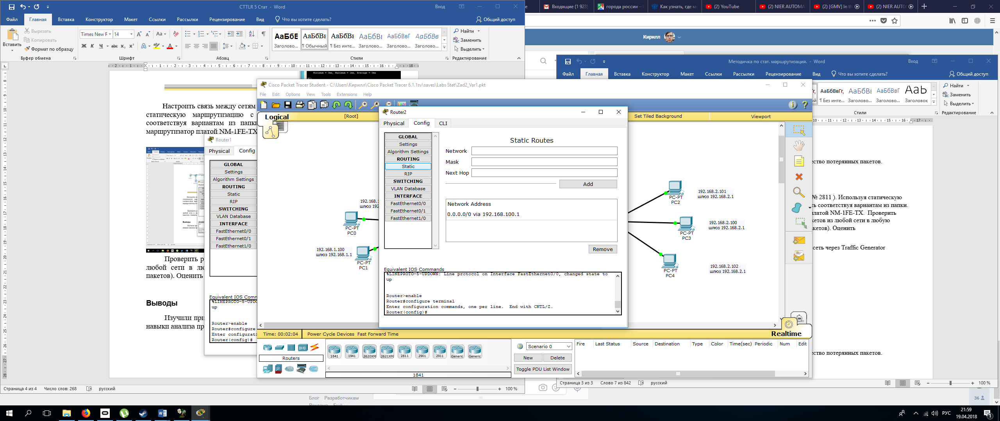 CTTLR 5 Стат - Word
Вход
Файл
Главная
Вставка
Конструктор
Макет
Ссылки
Рассылки
Рецензирование
Вид
Что вы хотите сделать?
Общий доступ
Вставить
Вырезать
Копировать
Формат по образцу
Буфер обмена
Times New R
14
Шрифт
Абзац
Заголово...
¶ Обычный
¶ Без инте...
Заголово...
Заголово...
Заголово...
Стили
Найти
Заменить
Выделить
Редактирование
Входящие (1 923)
города россии –
Как узнать, где м
(2) YouTube
(2) NIER AUTOMA
(2) [GMV] In th
(2) NIER AUTO
Кирилл
Методичка по стат. маршрутизация. - Word
Вход
Файл
Главная
Вставка
Конструктор
Макет
Ссылки
Рассылки
Рецензирование
Вид
Что вы хотите сделать?
Общий доступ
¶ Без инте...
Заголово...
Заголово...
Заголовок
Стили
Найти
Заменить
Выделить
Редактирование
Minimum = 0ms, Maximum = 1ms, Average = 0ms
Настроить связь между сетям
статическую маршрутизацию с
соответствуя вариантам из папки
маршрутизатор платой NM-1FE-TX
Проверить р
любой сети в лю
пакетов). Оценить
Выводы
Изучили при
навыки анализа пр
Страница 4 из 4
Число слов: 268
русский
100 %
Router1
Physical
Config
GLOBAL
Settings
Algorithm Settings
ROUTING
Static
RIP
SWITCHING
VLAN Database
INTERFACE
FastEthernet0/0
FastEthernet0/1
FastEthernet1/0
Equivalent IOS Comm
%LINEPROTO-5-UPDO
up
Router>enable
Router#configure
Enter configurati
Router(config)#
Cisco Packet Tracer Student - C:\Users\Кирилл\Cisco Packet Tracer 6.1.1sv\saves\Labs Stat\Zad2_Var1.pkt
File
Edit
Options
View
Tools
Extensions
Help
Logical
[Root]
Set Tiled Background
Viewport
192.168.1
шлюз 192
PC-PT
PC0
192.168.1.100
шлюз 192.168.1.1
PC-PT
PC1
Router2
Physical
Config
CLI
GLOBAL
Settings
Algorithm Settings
ROUTING
Static
RIP
SWITCHING
VLAN Database
INTERFACE
FastEthernet0/0
FastEthernet0/1
FastEthernet1/0
Static Routes
Network
Mask
Next Hop
Add
Network Address
0.0.0.0/0 via 192.168.100.1
Remove
Equivalent IOS Commands
%LINEPROTO-5-UPDOWN: Line protocol on Interface FastEthernet0/0, changed state to
up
Router>enable
Router#configure terminal
Enter configuration commands, one per line. End with CNTL/Z.
Router(config)#
PC-PT
PC2
192.168.2.101
шлюз 192.168.2.1
PC-PT
PC3
192.168.2.100
шлюз 192.168.2.1
PC-PT
PC4
192.168.2.102
шлюз 192.168.2.1
Time: 00:02:04
Power Cycle Devices Fast Forward Time
Realtime
Routers
1841
1941
2620XM
2621XM
2811
2901
2911
Generic
Generic
1841
Scenario 0
New
Delete
Toggle PDU List Window
Fire
Last Status
Source
Destination
Type
Color
Time(sec)
Periodic
Num
Edit
ство потерянных пакетов.
№ 2811 ). Используя статическую
ть соответствуя вариантам из папки.
платой NM-1FE-TX. Проверить
кетов из любой сети в любую
кетов). Оценить
сеть через Traffic Generator
ество потерянных пакетов.
Страница 3 из 3
Слово 7 из 842
русский
100 %
Блог
Разработчикам
Реклама
Ещё
36
РУС
21:59
19.04.2018
1